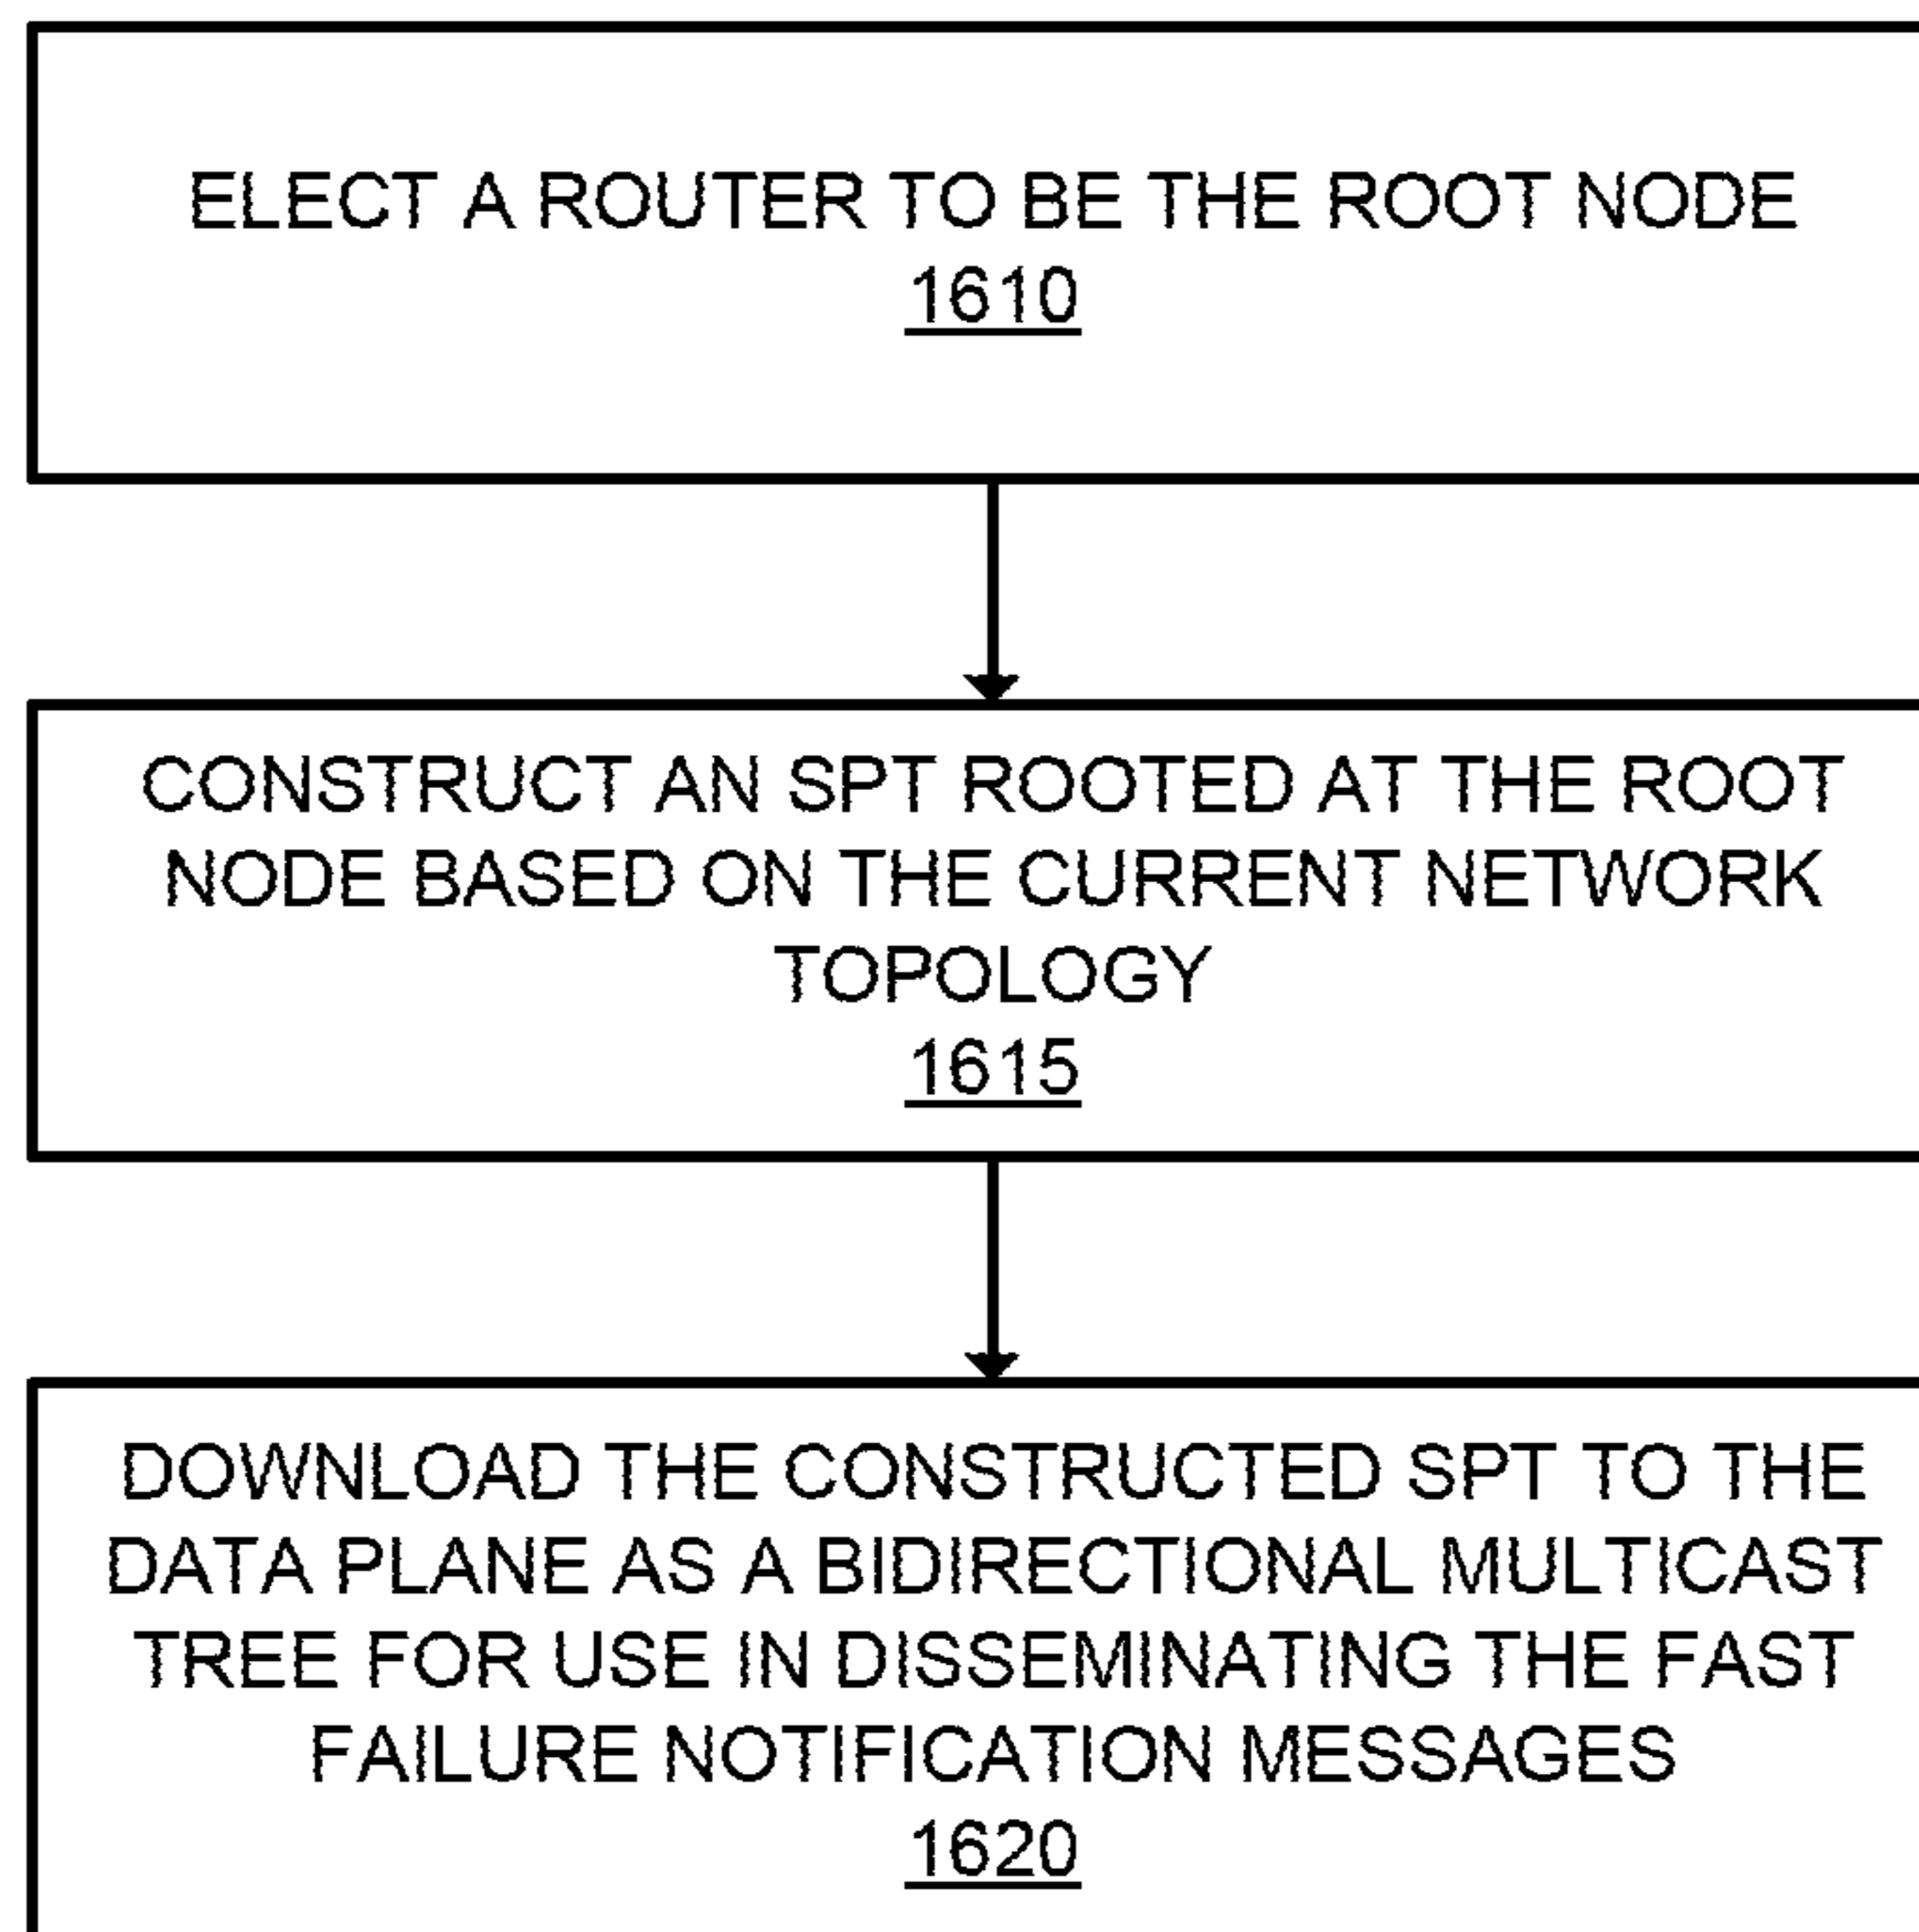 ELECT A ROUTER TO BE THE ROOT NODE
1610
CONSTRUCT AN SPT ROOTED AT THE ROOT
NODE BASED ON THE CURRENT NETWORK
TOPOLOGY
1615
DOWNLOAD THE CONSTRUCTED SPT TO THE
DATA PLANE AS A BIDIRECTIONAL MULTICAST
TREE FOR USE IN DISSEMINATING THE FAST
FAILURE NOTIFICATION MESSAGES
1620